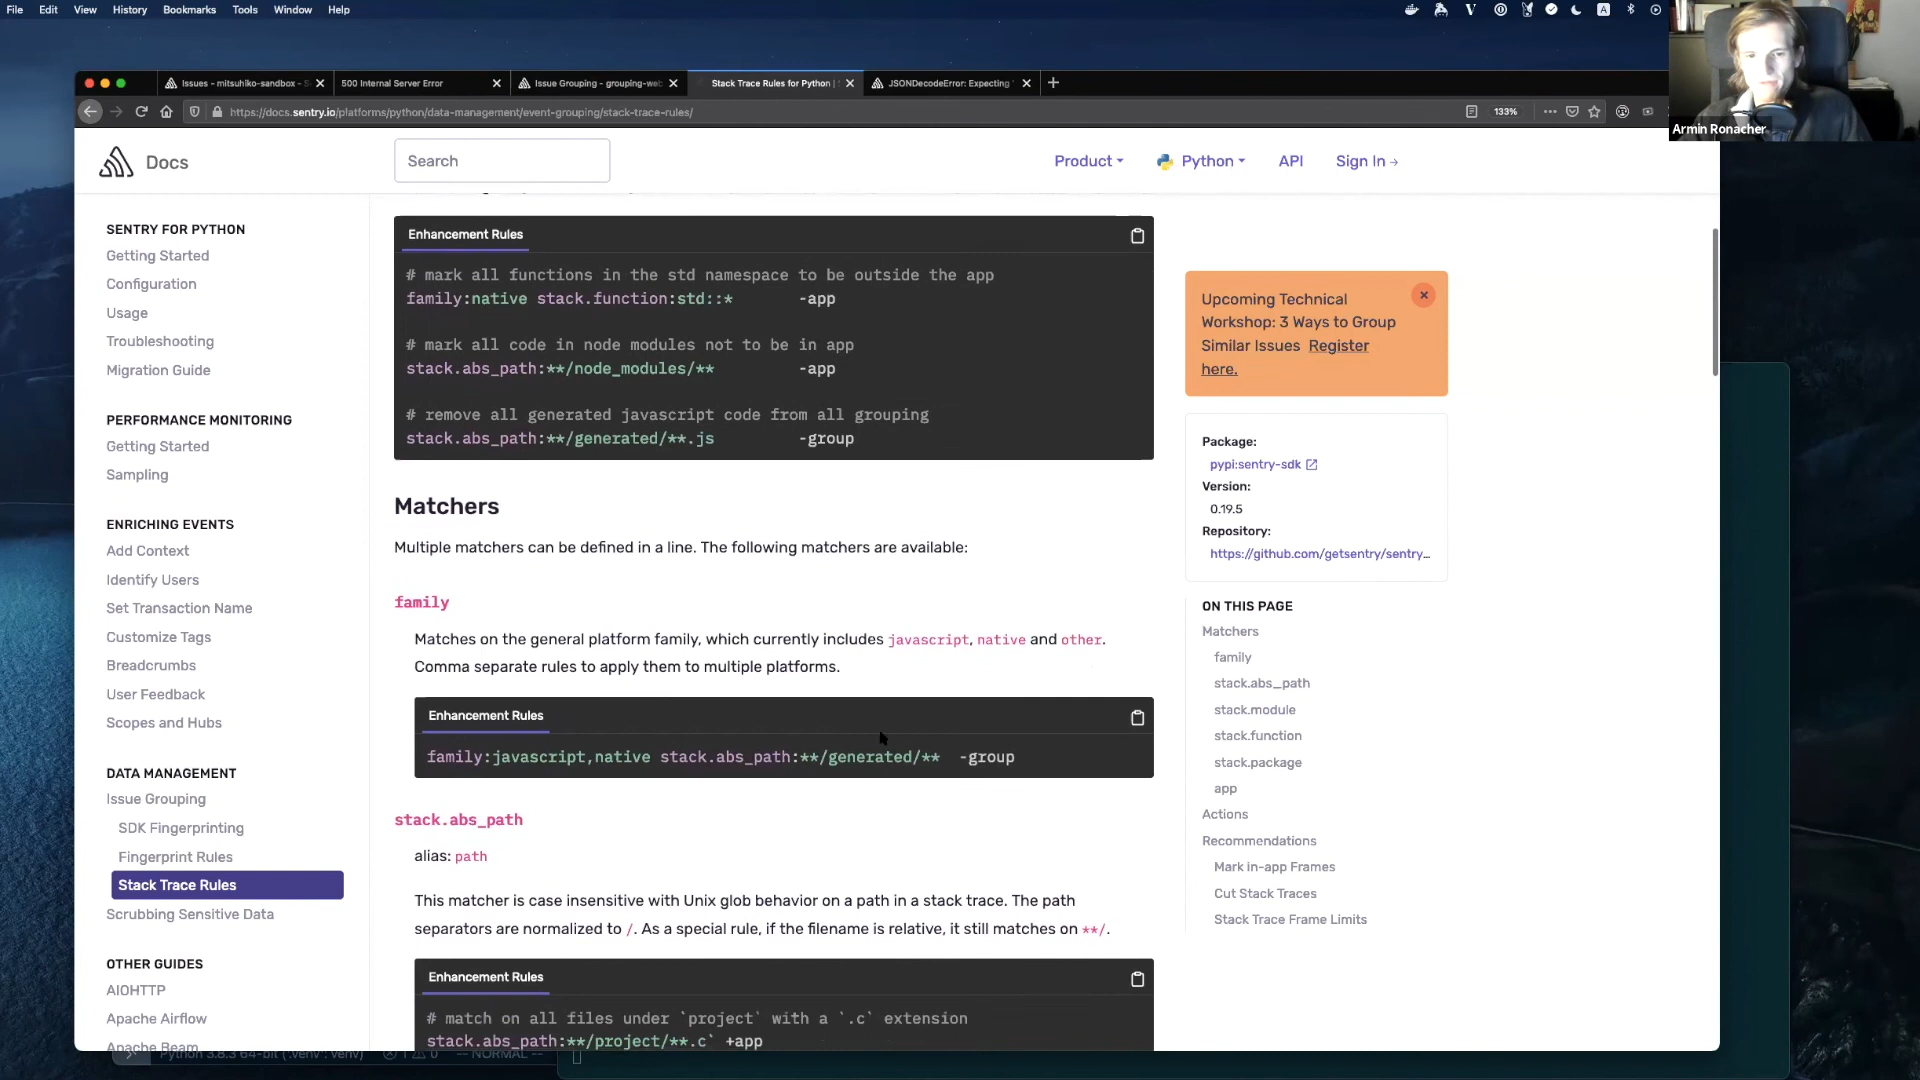 File Edit View History Bookmarks Tools Window Help
Issues - mitsuhiko-sandbox - S
500 Internal Server Error
Issue Grouping - grouping-web
Stack Trace Rules for Python |
JSONDecodeError: Expecting '
https://docs.sentry.io/platforms/python/data-management/event-grouping/stack-trace-rules/
133%
Armin Ronacher
Docs
Search
Product
Python
API
Sign In →
SENTRY FOR PYTHON
Getting Started
Configuration
Usage
Troubleshooting
Migration Guide
PERFORMANCE MONITORING
Getting Started
Sampling
ENRICHING EVENTS
Add Context
Identify Users
Set Transaction Name
Customize Tags
Breadcrumbs
User Feedback
Scopes and Hubs
DATA MANAGEMENT
Issue Grouping
SDK Fingerprinting
Fingerprint Rules
Stack Trace Rules
Scrubbing Sensitive Data
OTHER GUIDES
AIOHTTP
Apache Airflow
Apache Beam
Enhancement Rules
# mark all functions in the std namespace to be outside the app
family:native stack.function:std::* -app
# mark all code in node modules not to be in app
stack.abs_path:**/node_modules/** -app
# remove all generated javascript code from all grouping
stack.abs_path:**/generated/**.js -group
Matchers
Multiple matchers can be defined in a line. The following matchers are available:
family
Matches on the general platform family, which currently includes javascript, native and other.
Comma separate rules to apply them to multiple platforms.
Enhancement Rules
family:javascript,native stack.abs_path:**/generated/** -group
stack.abs_path
alias: path
This matcher is case insensitive with Unix glob behavior on a path in a stack trace. The path
separators are normalized to /. As a special rule, if the filename is relative, it still matches on **/.
Enhancement Rules
# match on all files under `project` with a `.c` extension
stack.abs_path:**/project/**.c` +app
Upcoming Technical
Workshop: 3 Ways to Group
Similar Issues Register
here.
Package:
pypi:sentry-sdk
Version:
0.19.5
Repository:
https://github.com/getsentry/sentry…
ON THIS PAGE
Matchers
family
stack.abs_path
stack.module
stack.function
stack.package
app
Actions
Recommendations
Mark in-app Frames
Cut Stack Traces
Stack Trace Frame Limits
Python 3.8.3 64-bit ('.venv': venv)
-- NORMAL --